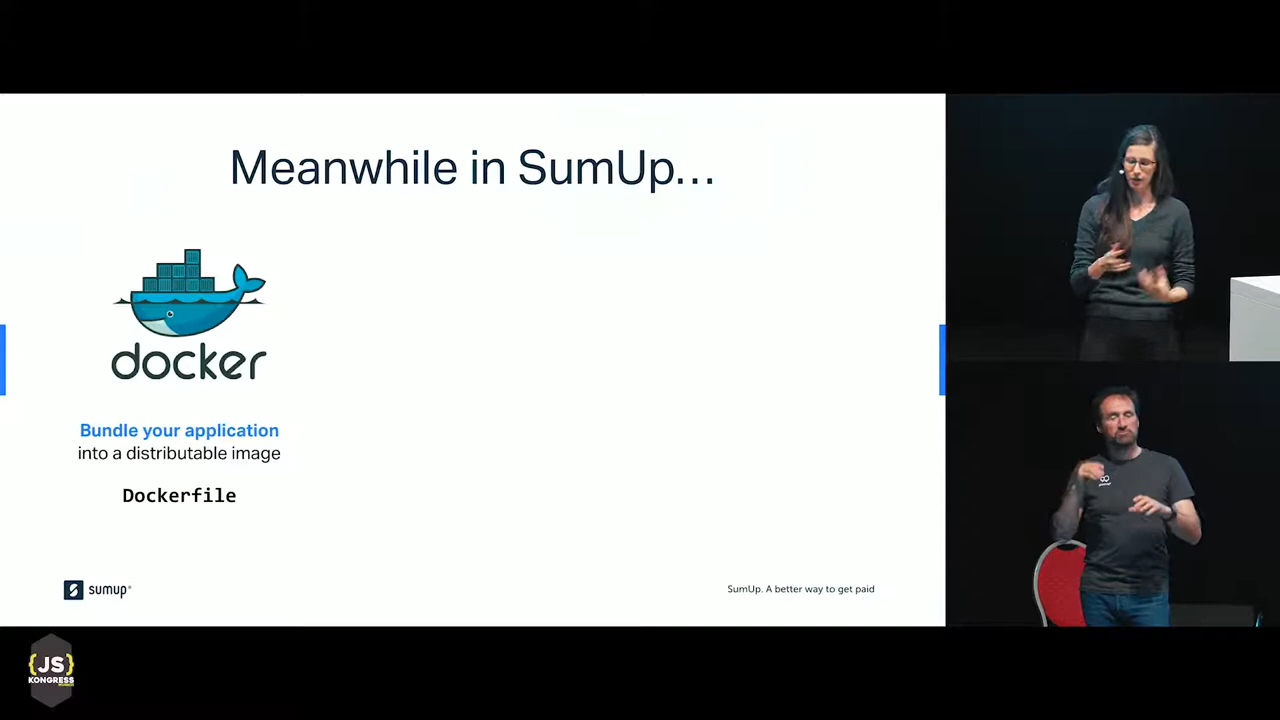 Meanwhile in SumUp...
docker
Bundle your application
into a distributable image
Dockerfile
sumup®
SumUp. A better way to get paid
{JS}
KONGRESS